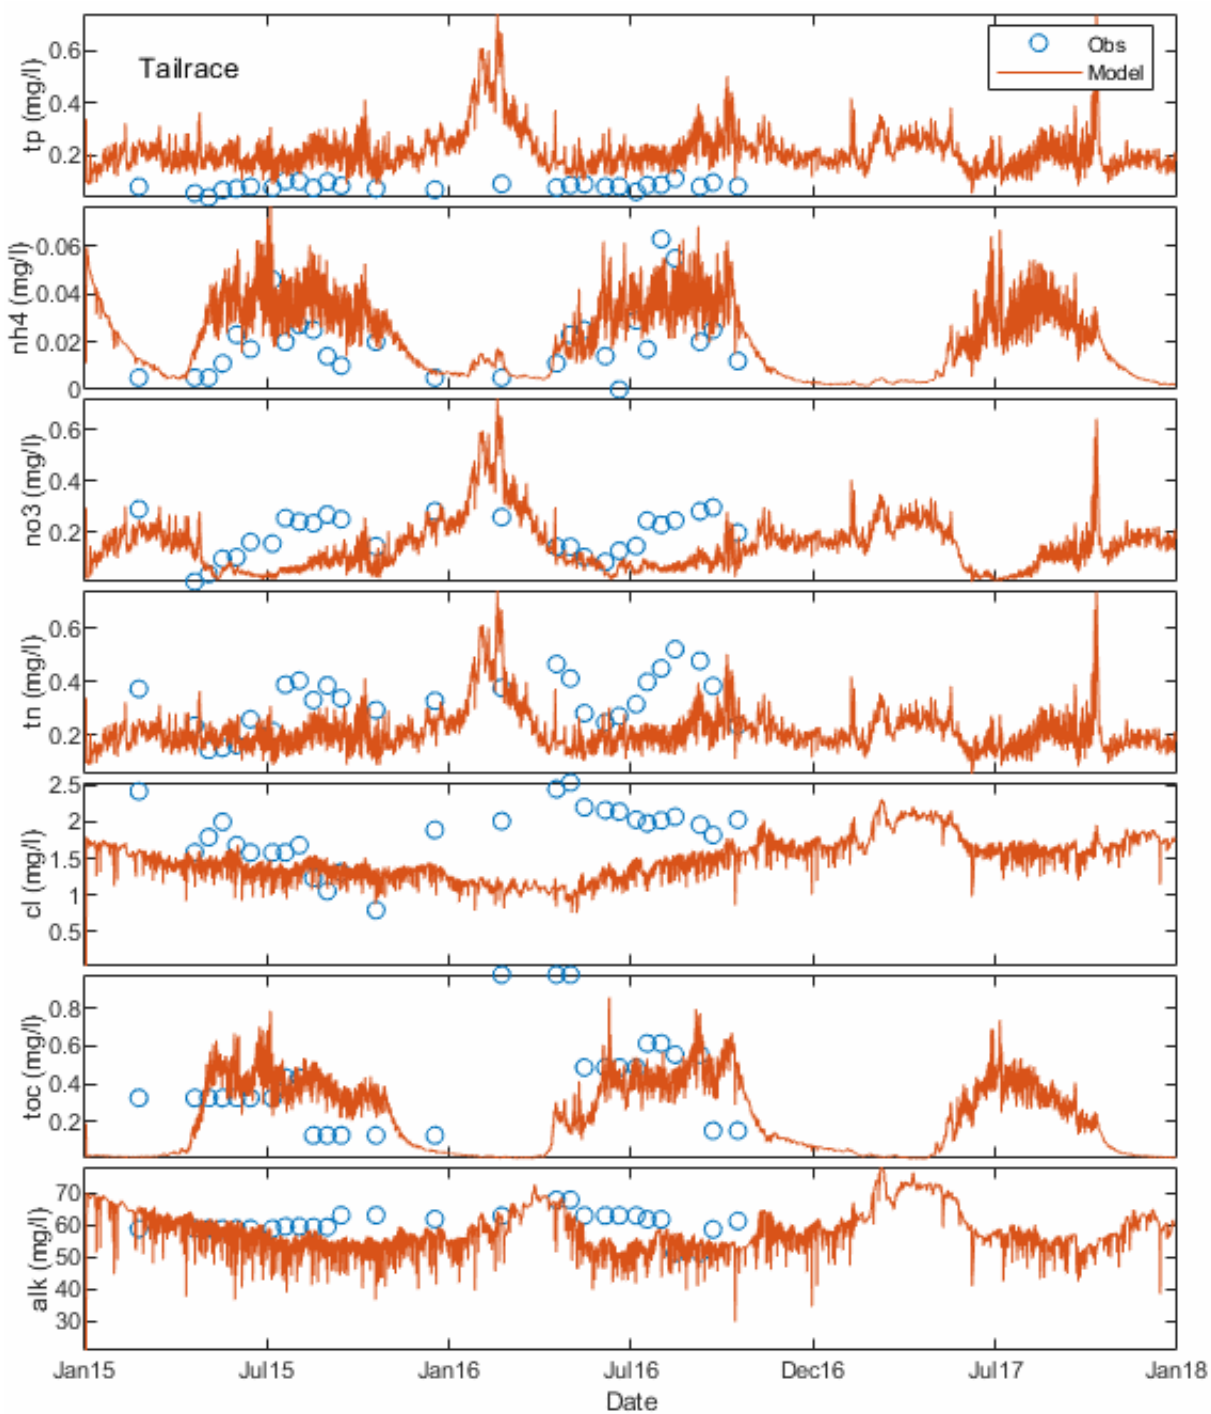 Tailrace
Obs
Model
tp (mg/l)
0.6
0.4
0.2
nh4 (mg/l)
0.06
0.04
0.02
0
no3 (mg/l)
0.6
0.4
0.2
tn (mg/l)
0.6
0.4
0.2
cl (mg/l)
2.5
2
1.5
1
0.5
toc (mg/l)
0.8
0.6
0.4
0.2
alk (mg/l)
70
60
50
40
30
Jan15 Jul15 Jan16 Jul16 Dec16 Jul17 Jan18
Date